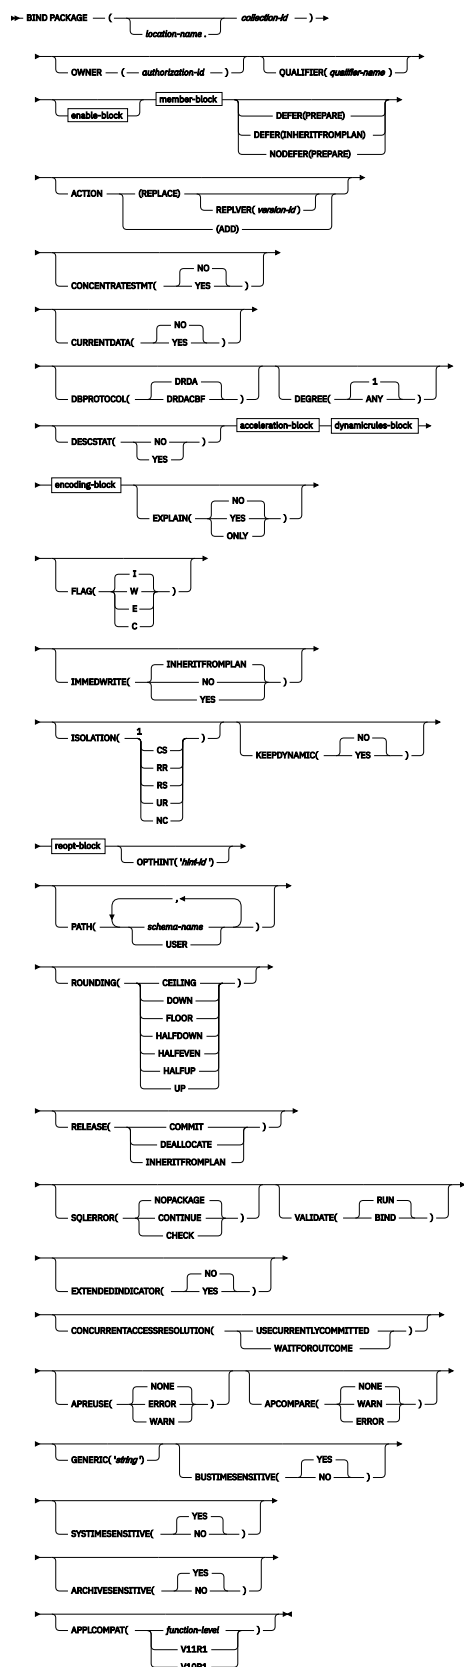 BIND PACKAGE ( collection-id )
location-name .
OWNER ( authorization-id ) QUALIFIER( qualifier-name )
enable-block member-block
DEFER(PREPARE)
DEFER(INHERITFROMPLAN)
NODEFER(PREPARE)
ACTION (REPLACE)
REPLVER( version-id )
(ADD)
NO
CONCENTRATESTMT( YES )
NO
CURRENTDATA( YES )
DRDA 1
DBPROTOCOL( DRDACBF ) DEGREE( ANY )
DESCSTAT( NO ) acceleration-block dynamicrules-block
YES
encoding-block NO
EXPLAIN( YES )
ONLY
I
FLAG( W )
E
C
INHERITFROMPLAN
IMMEDWRITE( NO )
YES
ISOLATION( 1 )
CS NO
RR KEEPDYNAMIC( YES )
RS
UR
NC
reopt-block
OPTHINT( 'hint-id' )
,
PATH( schema-name )
USER
ROUNDING( CEILING )
DOWN
FLOOR
HALFDOWN
HALFEVEN
HALFUP
UP
RELEASE( COMMIT )
DEALLOCATE
INHERITFROMPLAN
NOPACKAGE RUN
SQLERROR( CONTINUE ) VALIDATE( BIND )
CHECK
NO
EXTENDEDINDICATOR( YES )
CONCURRENTACCESSRESOLUTION( USECURRENTLYCOMMITTED )
WAITFOROUTCOME
NONE NONE
APREUSE( ERROR ) APCOMPARE( WARN )
WARN ERROR
GENERIC( 'string' ) YES
BUSTIMESENSITIVE( NO )
YES
SYSTIMESENSITIVE( NO )
YES
ARCHIVESENSITIVE( NO )
APPLCOMPAT( function-level )
V11R1
V10R1